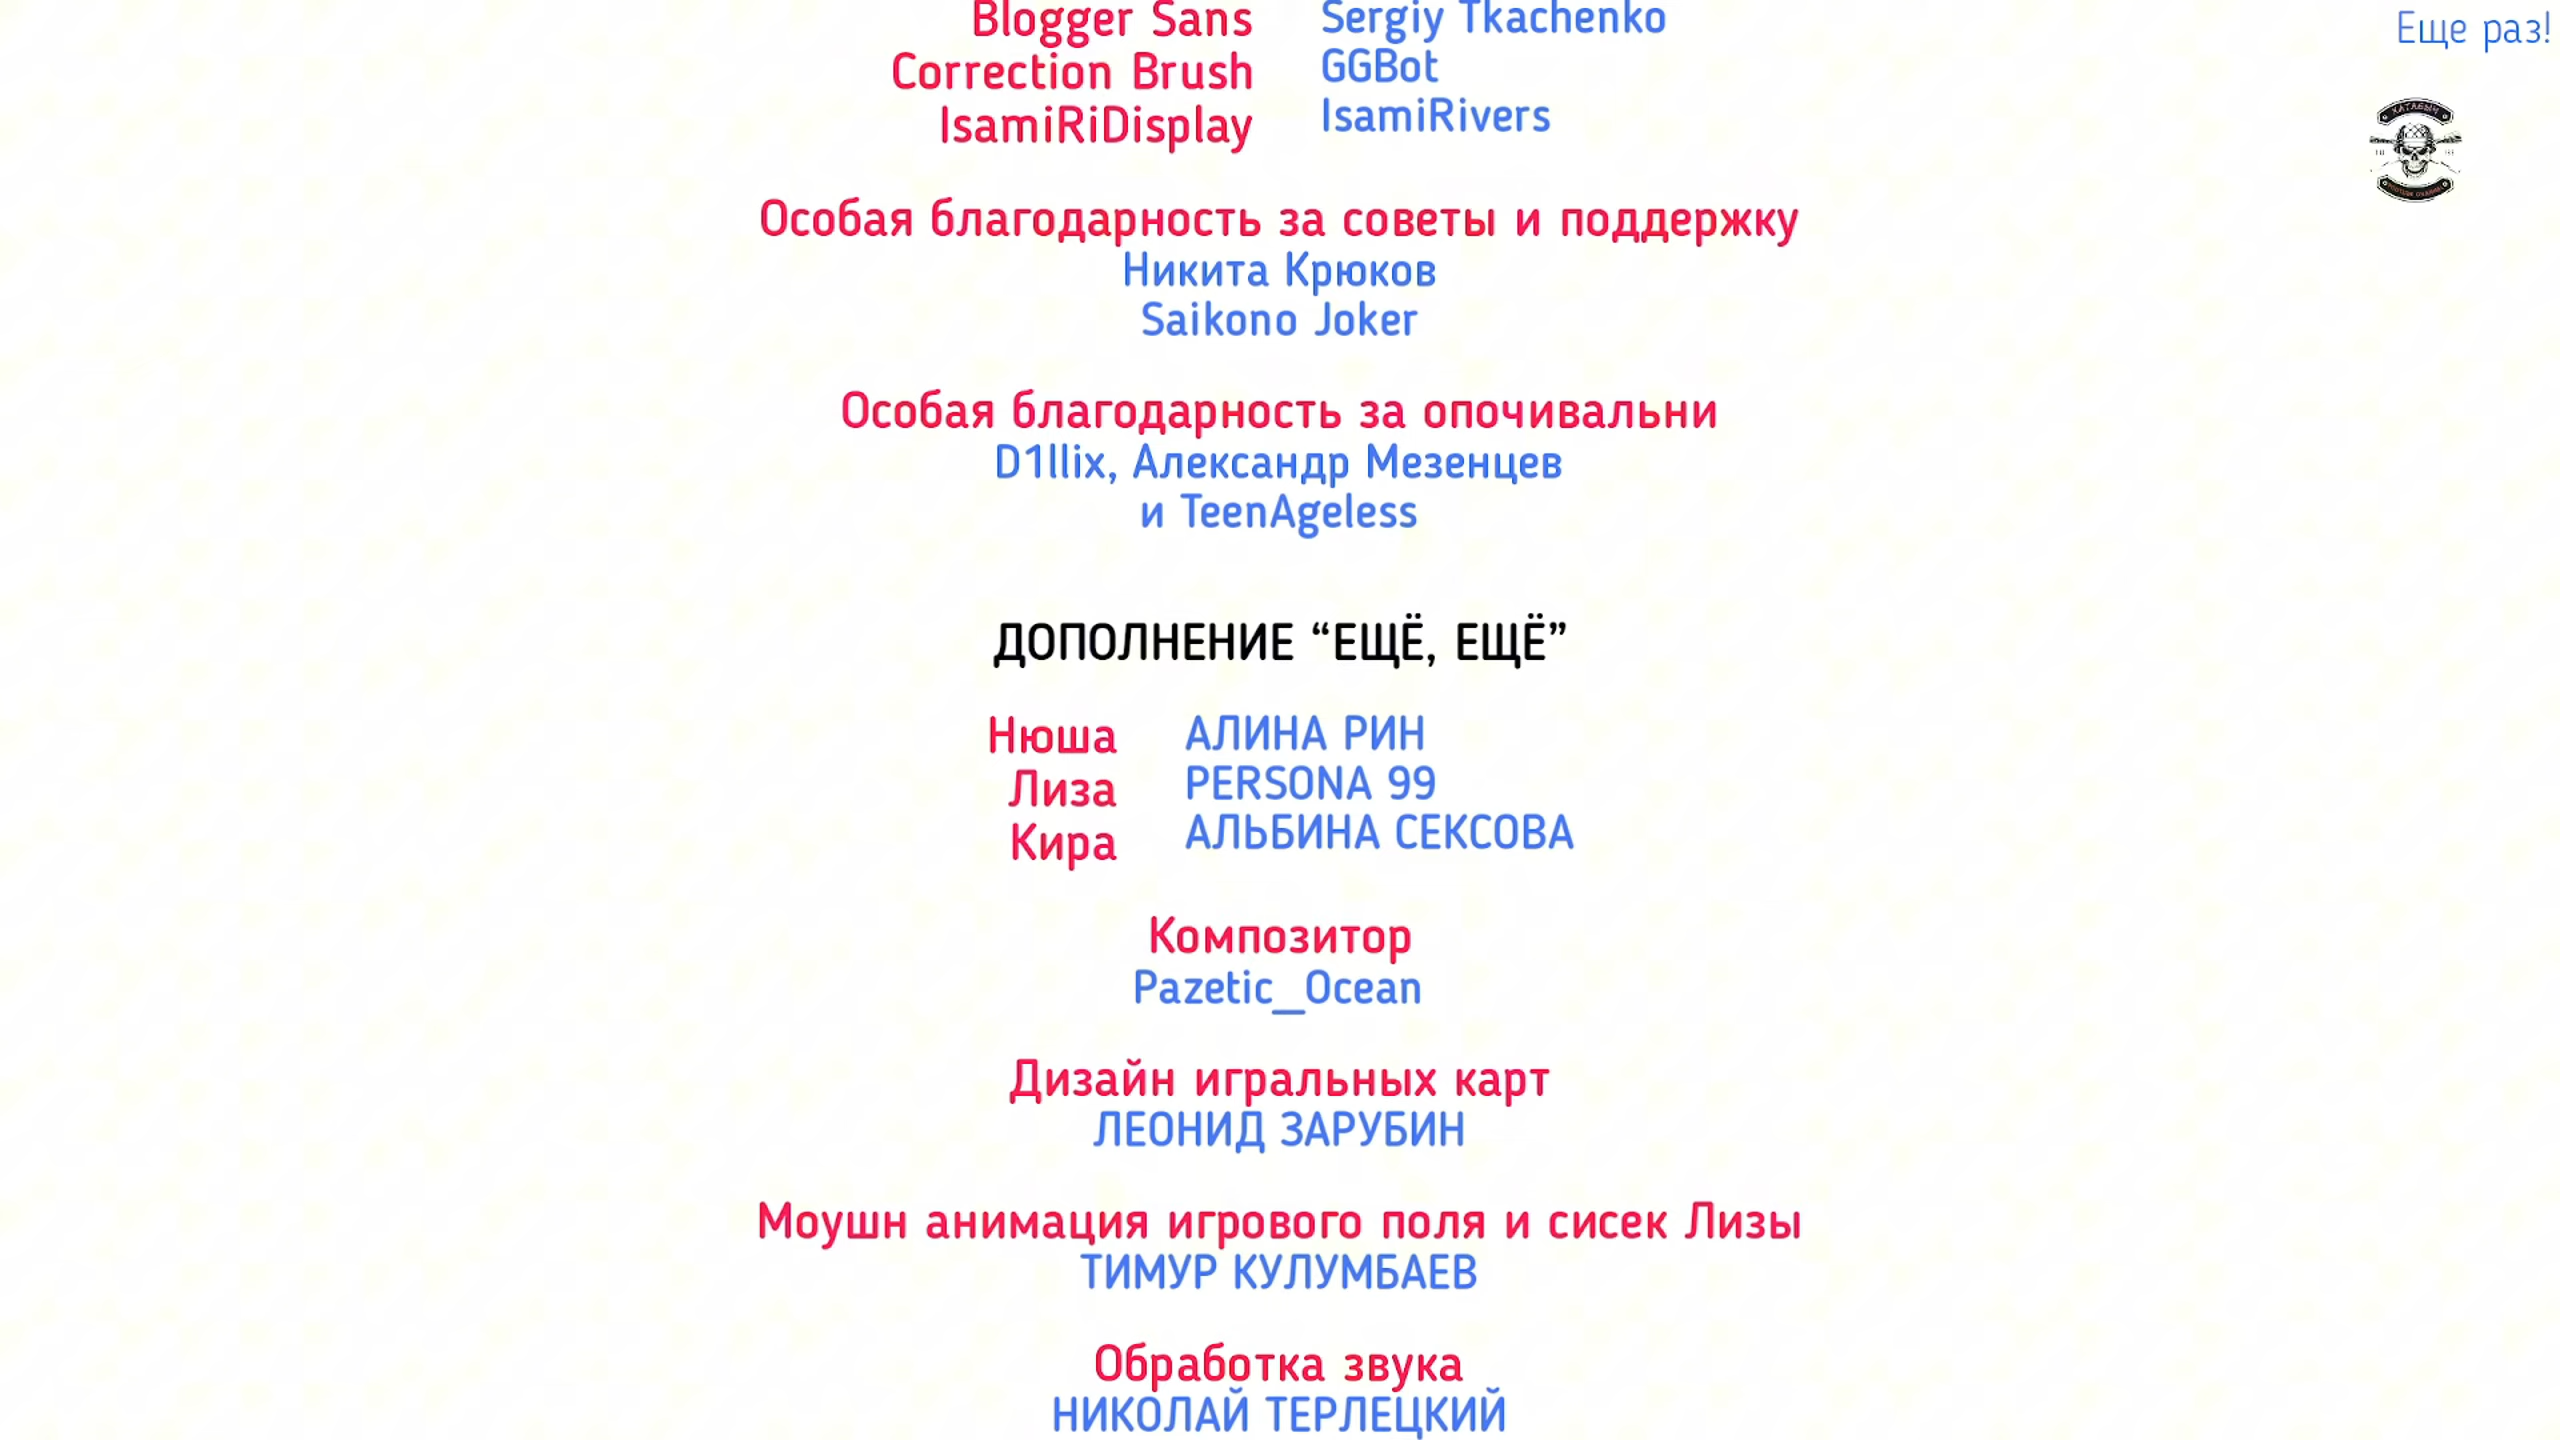 Blogger Sans Sergiy Tkachenko
Correction Brush GGBot
IsamiRiDisplay IsamiRivers
Еще раз!
ХАТАБЫЧ
Особая благодарность за советы и поддержку
Никита Крюков
Saikono Joker
Особая благодарность за опочивальни
D1llix, Александр Мезенцев
и TeenAgeless
ДОПОЛНЕНИЕ “ЕЩЁ, ЕЩЁ”
Нюша АЛИНА РИН
Лиза PERSONA 99
Кира АЛЬБИНА СЕКСОВА
Композитор
Pazetic_Ocean
Дизайн игральных карт
ЛЕОНИД ЗАРУБИН
Моушн анимация игрового поля и сисек Лизы
ТИМУР КУЛУМБАЕВ
Обработка звука
НИКОЛАЙ ТЕРЛЕЦКИЙ